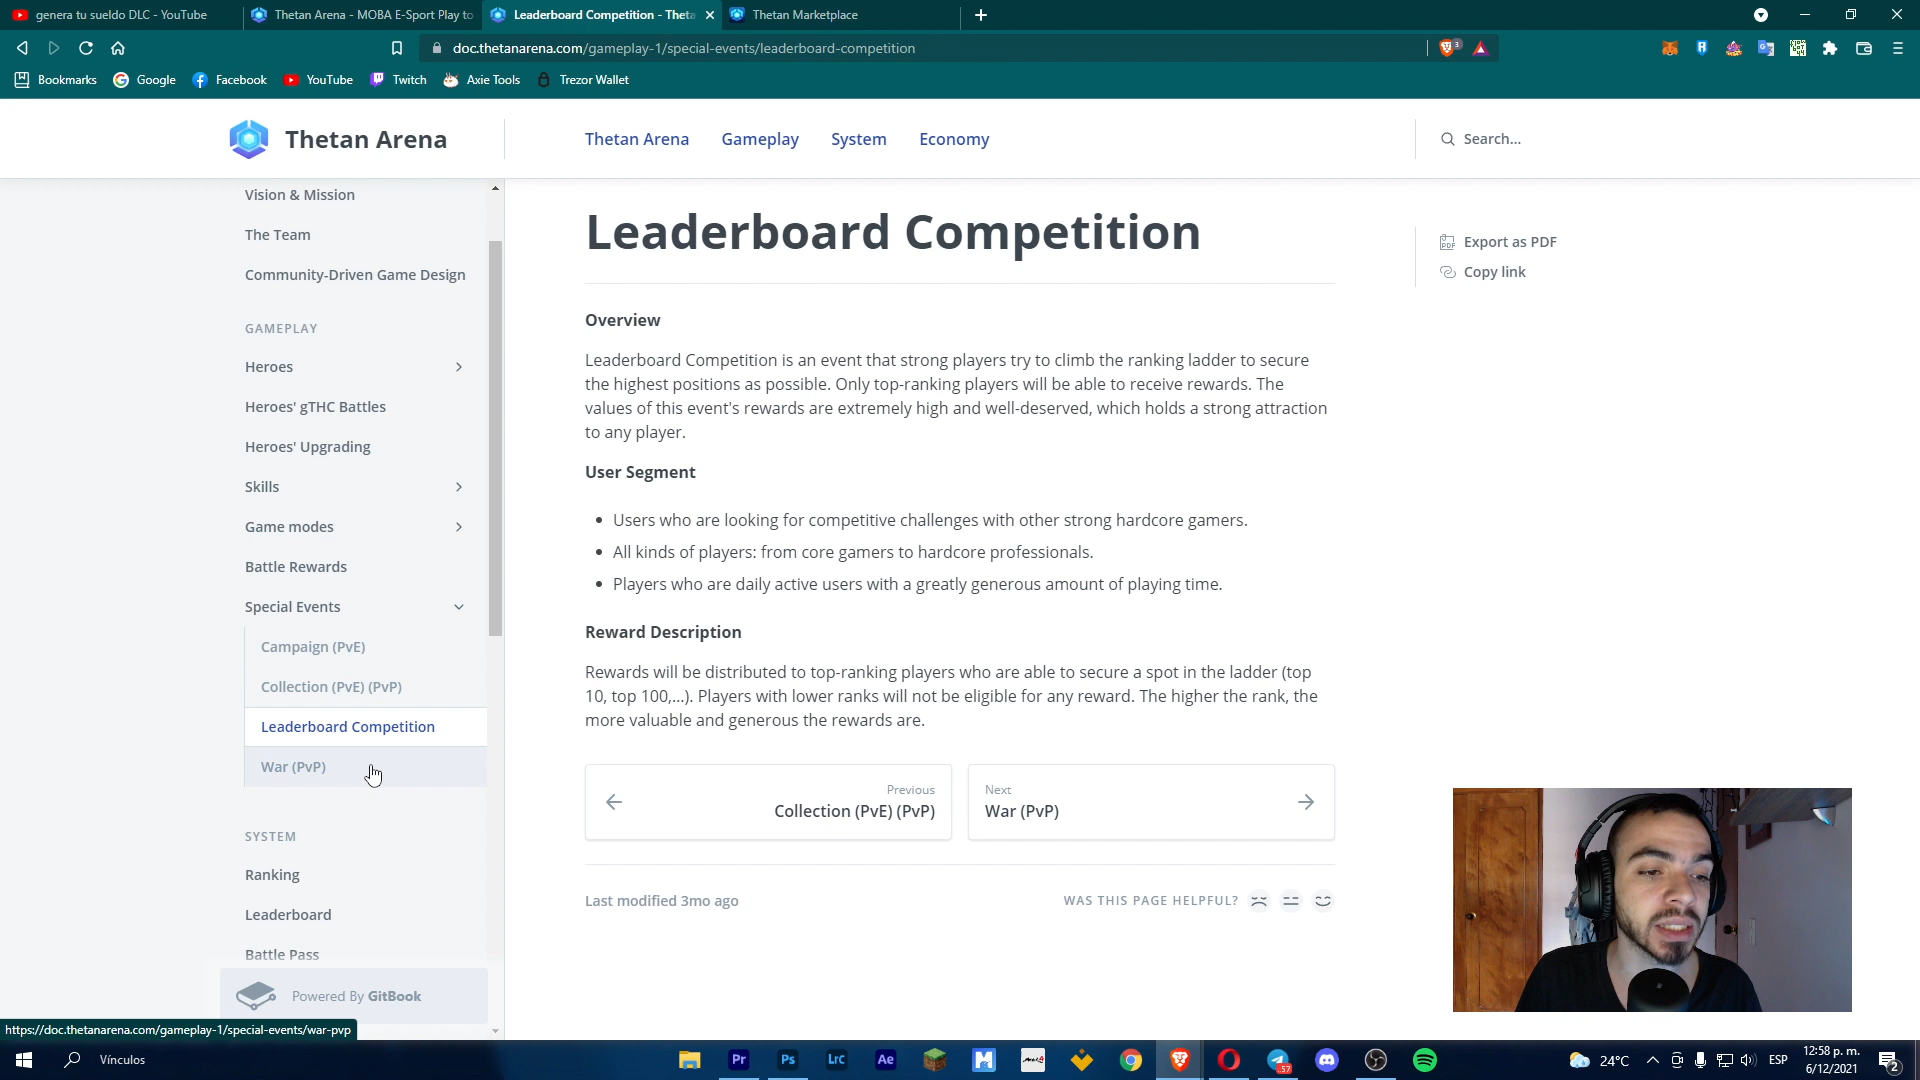 genera tu sueldo DLC - YouTube
Thetan Arena - MOBA E-Sport Play to
Leaderboard Competition - Theta
Thetan Marketplace
doc.thetanarena.com/gameplay-1/special-events/leaderboard-competition
3
Bookmarks
Google
Facebook
YouTube
Twitch
Axie Tools
Trezor Wallet
Thetan Arena
Thetan Arena
Gameplay
System
Economy
Search...
Vision & Mission
The Team
Community-Driven Game Design
GAMEPLAY
Heroes
Heroes' gTHC Battles
Heroes' Upgrading
Skills
Game modes
Battle Rewards
Special Events
Campaign (PvE)
Collection (PvE) (PvP)
Leaderboard Competition
War (PvP)
SYSTEM
Ranking
Leaderboard
Battle Pass
Powered By GitBook
Leaderboard Competition
Overview
Leaderboard Competition is an event that strong players try to climb the ranking ladder to secure
the highest positions as possible. Only top-ranking players will be able to receive rewards. The
values of this event's rewards are extremely high and well-deserved, which holds a strong attraction
to any player.
User Segment
Users who are looking for competitive challenges with other strong hardcore gamers.
All kinds of players: from core gamers to hardcore professionals.
Players who are daily active users with a greatly generous amount of playing time.
Reward Description
Rewards will be distributed to top-ranking players who are able to secure a spot in the ladder (top
10, top 100,...). Players with lower ranks will not be eligible for any reward. The higher the rank, the
more valuable and generous the rewards are.
Previous
Collection (PvE) (PvP)
Next
War (PvP)
Last modified 3mo ago
WAS THIS PAGE HELPFUL?
Export as PDF
Copy link
https://doc.thetanarena.com/gameplay-1/special-events/war-pvp
Vínculos
Pr
Ps
Lrc
Ae
57
24°C
ESP
12:58 p. m.
6/12/2021
2